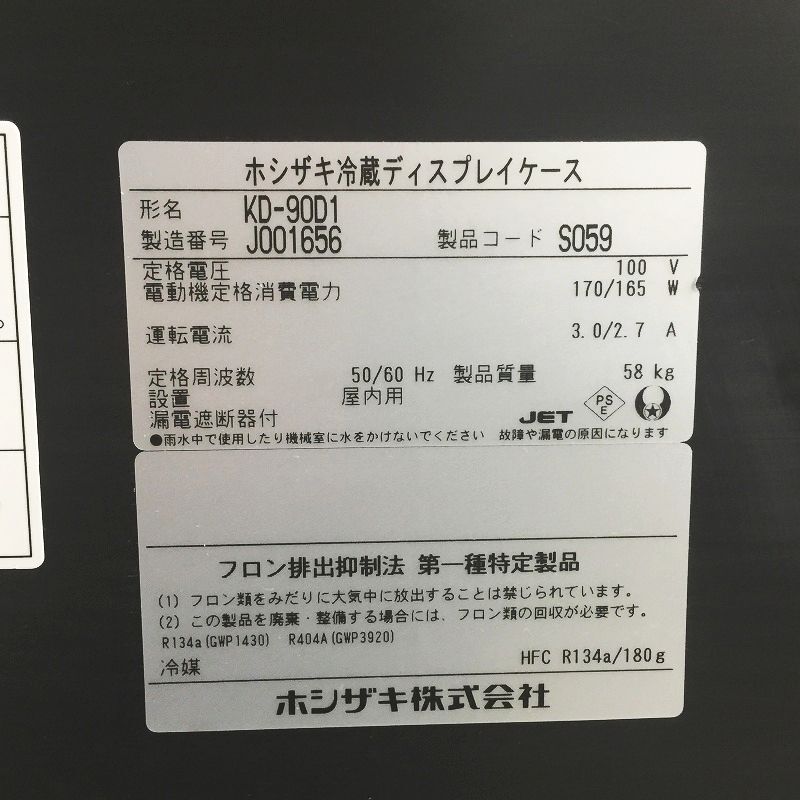 ホシザキ冷蔵ディスプレイケース
形名 KD-90D1
製造番号 J001656 製品コード S059
定格電圧 100 V
電動機定格消費電力 170/165 W
運転電流 3.0/2.7 A
定格周波数 50/60 Hz 製品質量 58 kg
設置 屋内用
漏電遮断器付 JET PS E
●雨水中で使用したり機械室に水をかけないでください 故障や漏電の原因になります
フロン排出抑制法 第一種特定製品
(1) フロン類をみだりに大気中に放出することは禁じられています。
(2) この製品を廃棄・整備する場合には、フロン類の回収が必要です。
R134a(GWP1430) R404A(GWP3920)
冷媒 HFC R134a/180g
ホシザキ株式会社